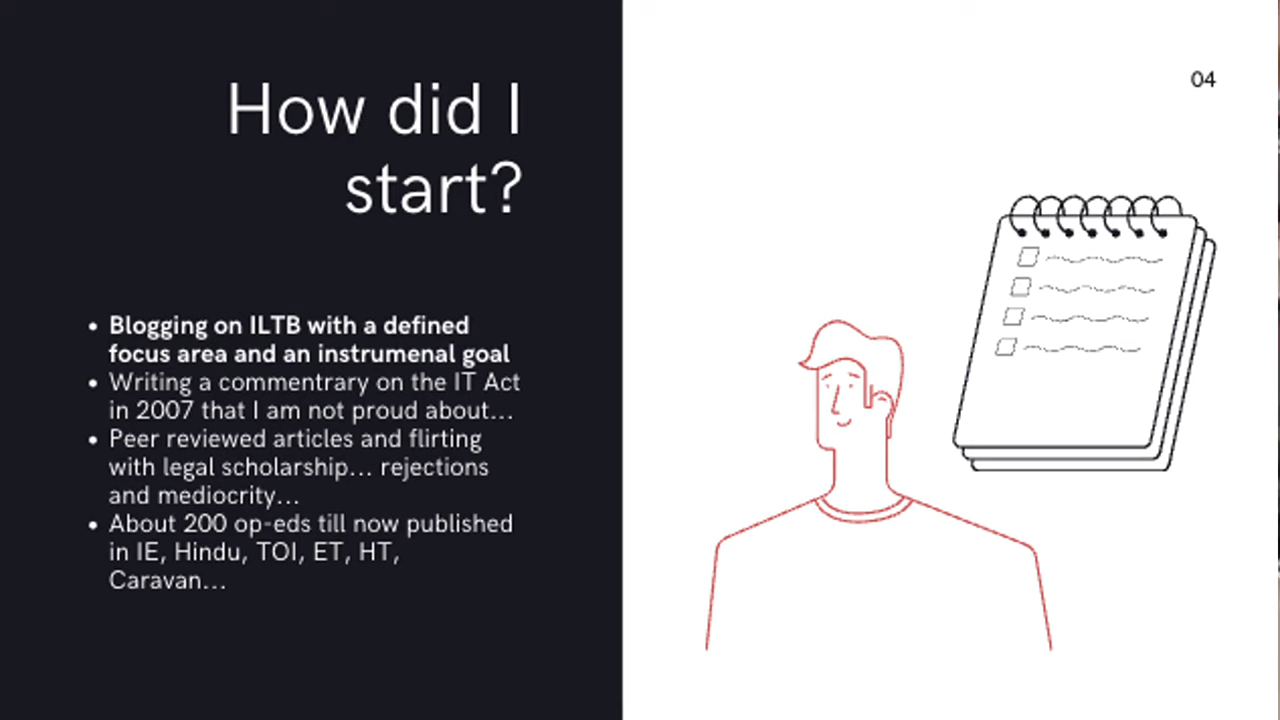 How did I
start?
04
• Blogging on ILTB with a defined
focus area and an instrumenal goal
• Writing a commentrary on the IT Act
in 2007 that I am not proud about...
• Peer reviewed articles and flirting
with legal scholarship... rejections
and mediocrity...
• About 200 op-eds till now published
in IE, Hindu, TOI, ET, HT,
Caravan...